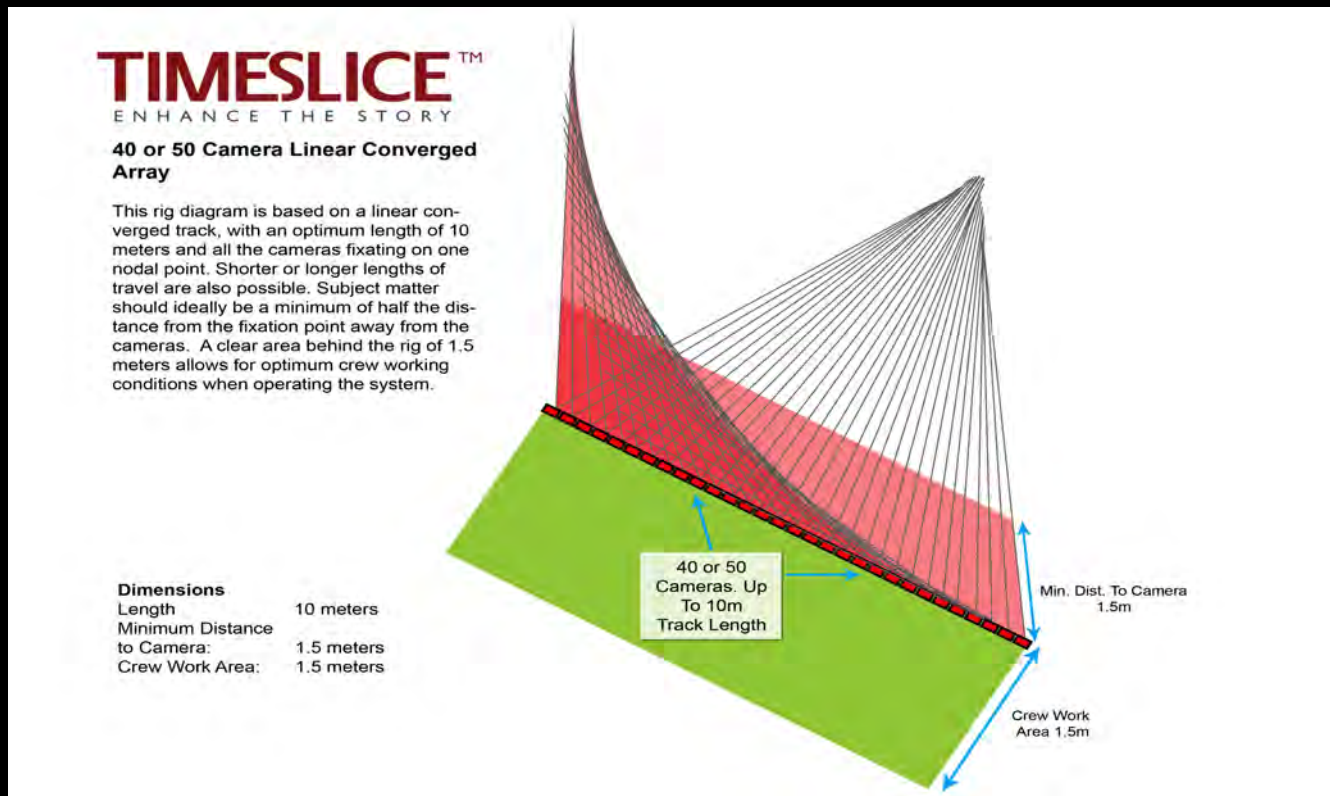 TIMESLICE™
ENHANCE THE STORY
40 or 50 Camera Linear Converged
Array
This rig diagram is based on a linear con-
verged track, with an optimum length of 10
meters and all the cameras fixating on one
nodal point. Shorter or longer lengths of
travel are also possible. Subject matter
should ideally be a minimum of half the dis-
tance from the fixation point away from the
cameras.  A clear area behind the rig of 1.5
meters allows for optimum crew working
conditions when operating the system.
40 or 50
Cameras. Up
To 10m
Track Length
Min. Dist. To Camera
1.5m
Crew Work
Area 1.5m
Dimensions
Length 10 meters
Minimum Distance
to Camera: 1.5 meters
Crew Work Area: 1.5 meters